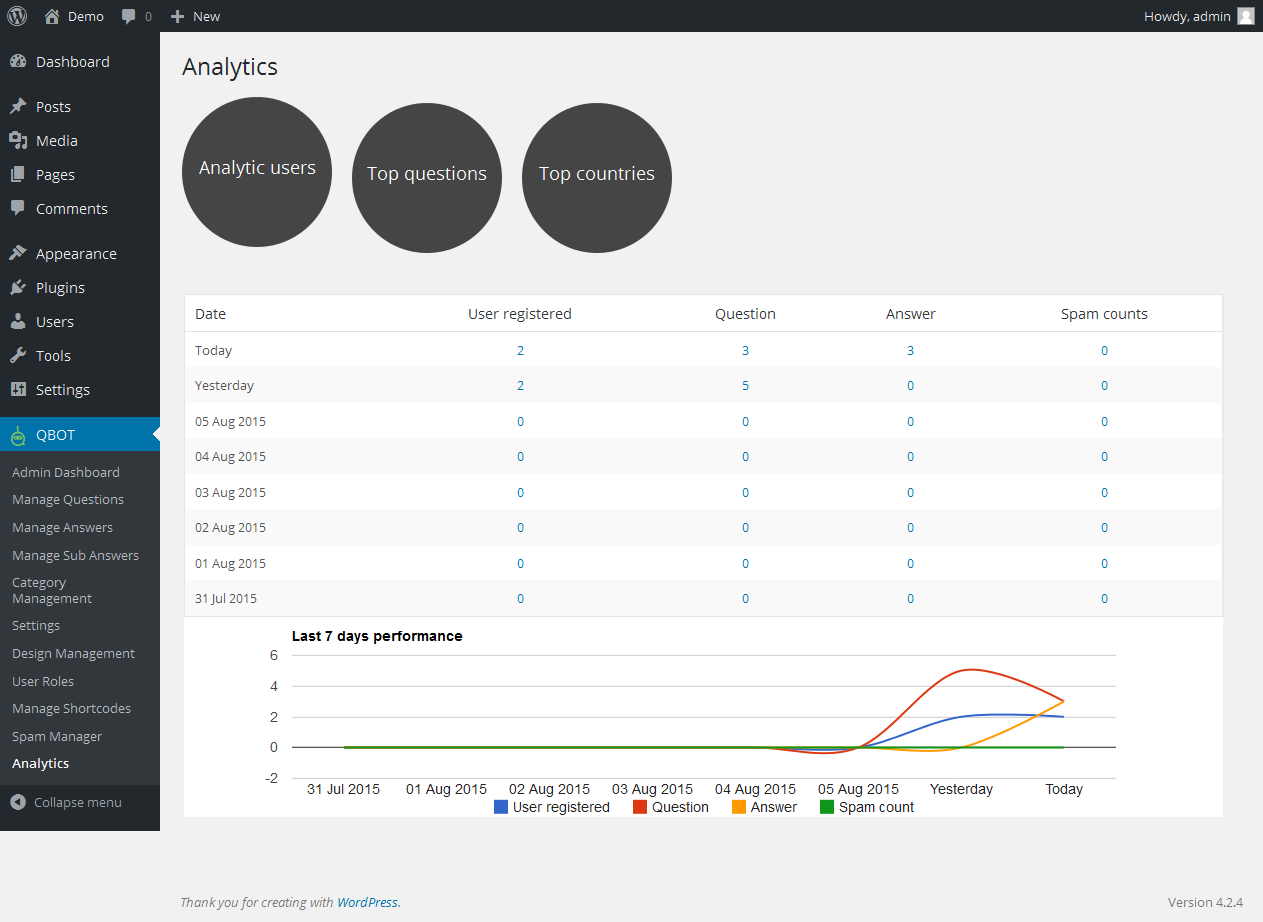 Demo 0 New Howdy, admin
Dashboard
Posts
Media
Pages
Comments
Appearance
Plugins
Users
Tools
Settings
QBOT
Admin Dashboard
Manage Questions
Manage Answers
Manage Sub Answers
Category
Management
Settings
Design Management
User Roles
Manage Shortcodes
Spam Manager
Analytics
Collapse menu
Analytics
Analytic users
Top questions
Top countries
Date User registered Question Answer Spam counts
Today 2 3 3 0
Yesterday 2 5 0 0
05 Aug 2015 0 0 0 0
04 Aug 2015 0 0 0 0
03 Aug 2015 0 0 0 0
02 Aug 2015 0 0 0 0
01 Aug 2015 0 0 0 0
31 Jul 2015 0 0 0 0
Last 7 days performance
6
4
2
0
-2
31 Jul 2015 01 Aug 2015 02 Aug 2015 03 Aug 2015 04 Aug 2015 05 Aug 2015 Yesterday Today
User registered Question Answer Spam count
Thank you for creating with WordPress. Version 4.2.4